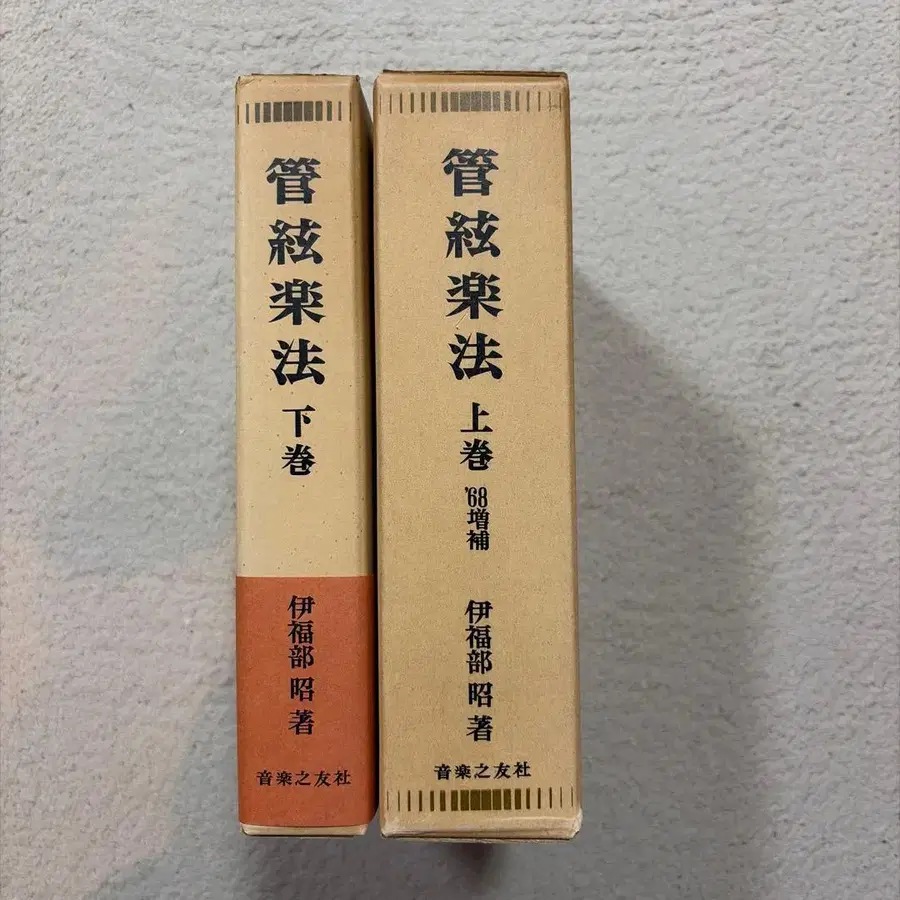 管絃楽法
上巻
'68増補
伊福部 昭 著
音楽之友社
管絃楽法
下巻
伊福部 昭 著
音楽之友社